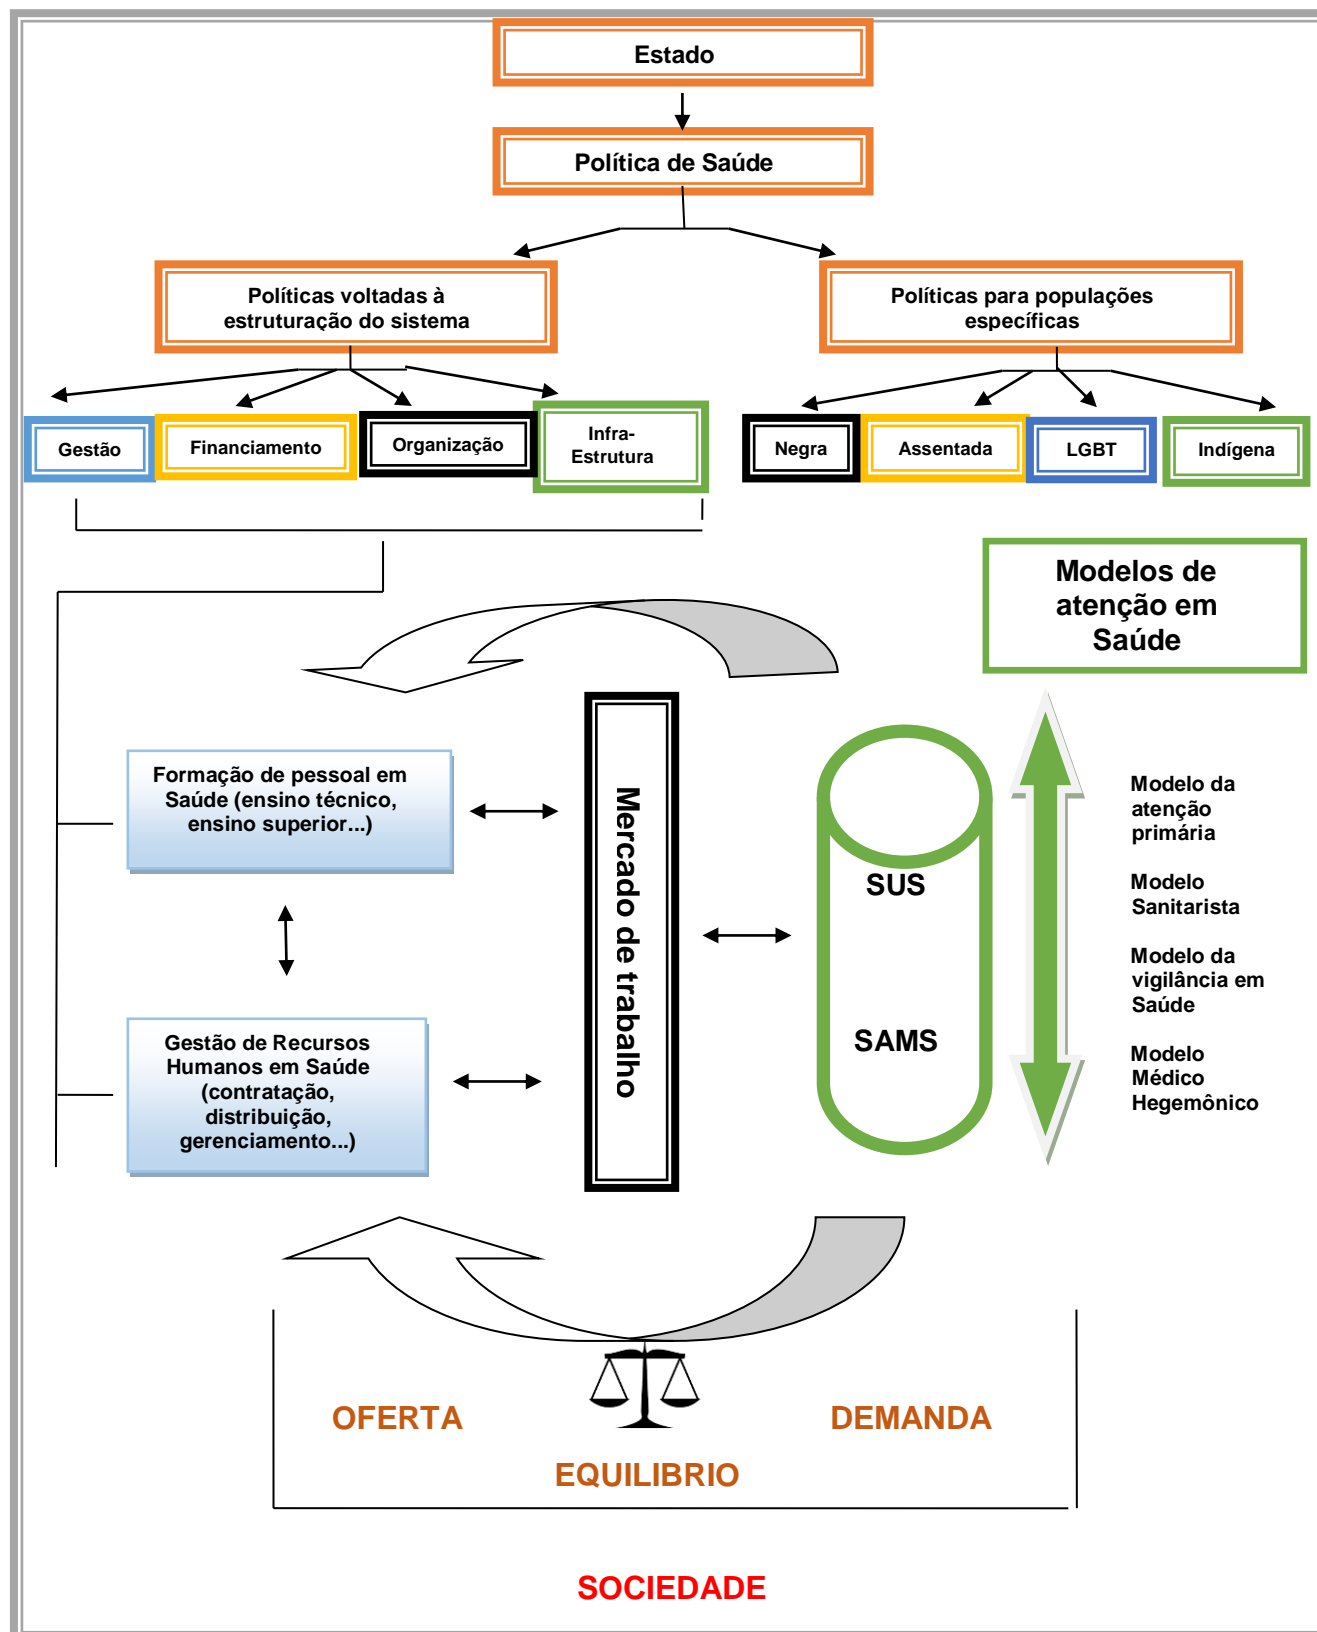 Estado
Política de Saúde
Políticas voltadas à
estruturação do sistema
Políticas para populações
específicas
Gestão
Financiamento
Organização
Infra-
Estrutura
Negra
Assentada
LGBT
Indígena
Modelos de
atenção em
Saúde
Formação de pessoal em
Saúde (ensino técnico,
ensino superior...)
Mercado de trabalho
SUS
SAMS
Modelo da
atenção
primária
Modelo
Sanitarista
Modelo da
vigilância em
Saúde
Modelo
Médico
Hegemônico
Gestão de Recursos
Humanos em Saúde
(contratação,
distribuição,
gerenciamento...)
OFERTA
DEMANDA
EQUILIBRIO
SOCIEDADE